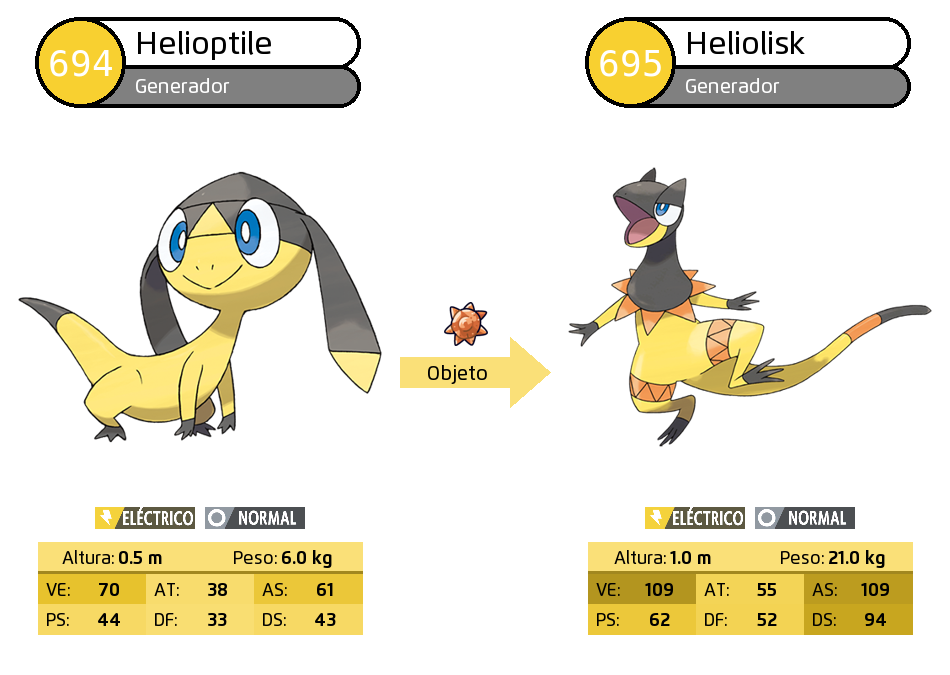 694 Helioptile
Generador
695 Heliolisk
Generador
Objeto
ELÉCTRICO NORMAL
Altura: 0.5 m Peso: 6.0 kg
VE: 70 AT: 38 AS: 61
PS: 44 DF: 33 DS: 43
ELÉCTRICO NORMAL
Altura: 1.0 m Peso: 21.0 kg
VE: 109 AT: 55 AS: 109
PS: 62 DF: 52 DS: 94